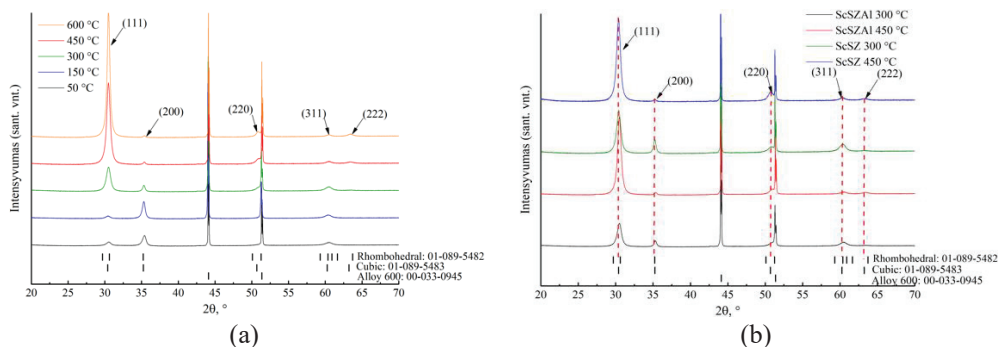 600 °C
450 °C
300 °C
150 °C
50 °C
(111)
(200)
(220)
(311)
(222)
Intensyvumas (sant. vnt.)
Rhombohedral: 01-089-5482
Cubic: 01-089-5483
Alloy 600: 00-033-0945
20 25 30 35 40 45 50 55 60 65 70
2θ, °
(a)
ScSZAl 300 °C
ScSZAl 450 °C
ScSZ 300 °C
ScSZ 450 °C
(111)
(200)
(220)
(311)
(222)
Intensyvumas (sant. vnt.)
Rhombohedral: 01-089-5482
Cubic: 01-089-5483
Alloy 600: 00-033-0945
20 25 30 35 40 45 50 55 60 65 70
2θ, °
(b)